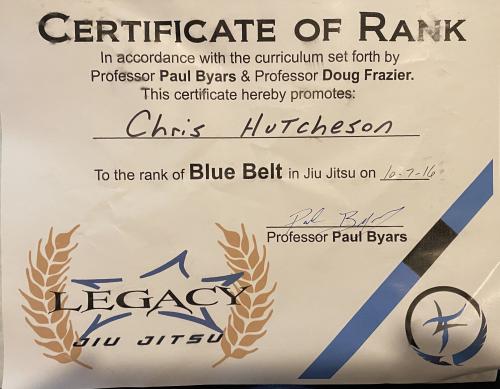 CERTIFICATE OF RANK
In accordance with the curriculum set forth by
Professor Paul Byars & Professor Doug Frazier.
This certificate hereby promotes:
Chris Hutcheson
To the rank of Blue Belt in Jiu Jitsu on 10-7-16
Paul Byars
Professor Paul Byars
LEGACY
JIU JITSU